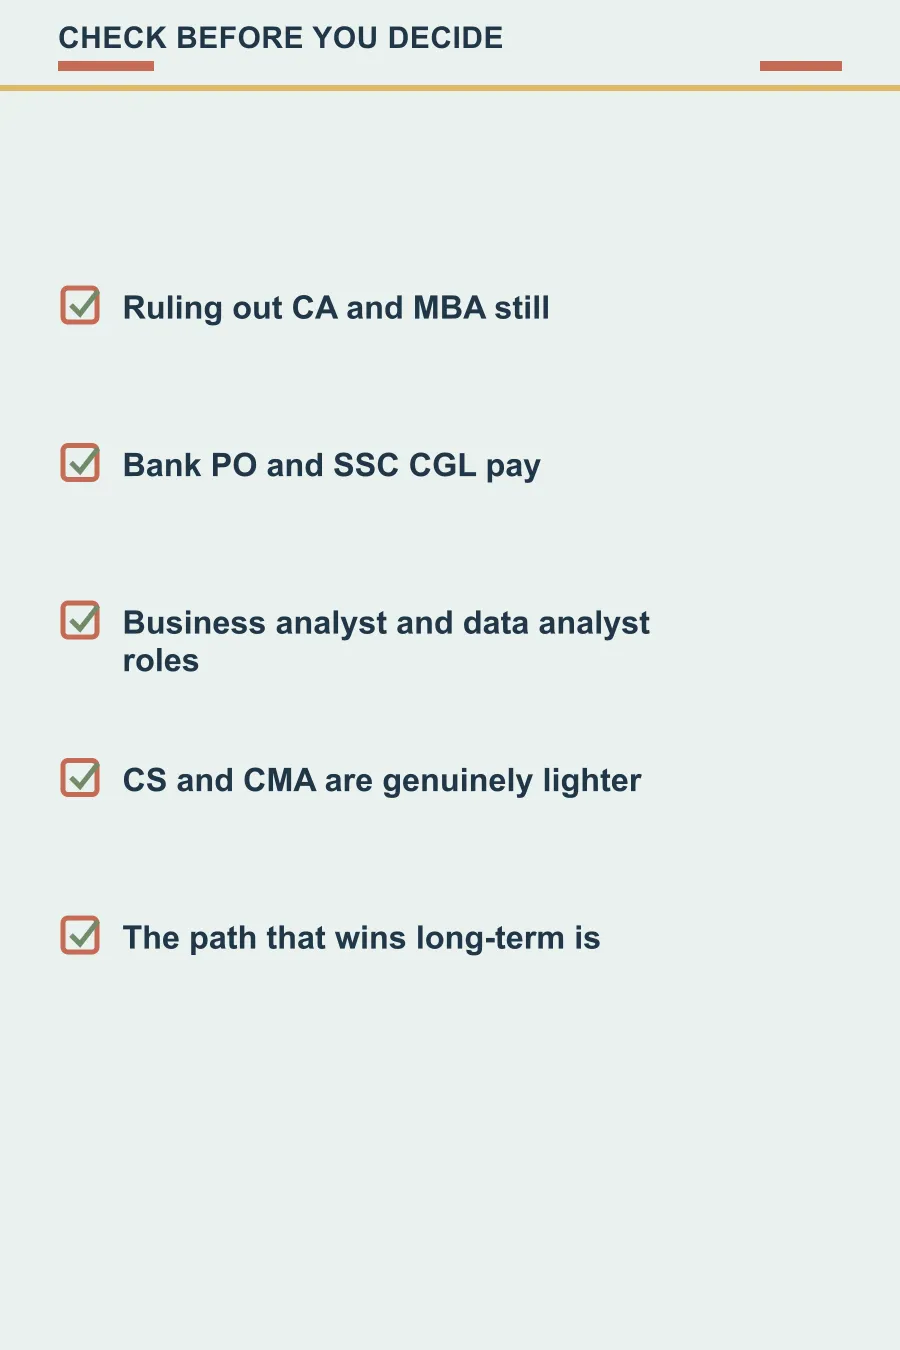 CHECK BEFORE YOU DECIDE
Ruling out CA and MBA still
Bank PO and SSC CGL pay
Business analyst and data analyst
roles
CS and CMA are genuinely lighter
The path that wins long-term is